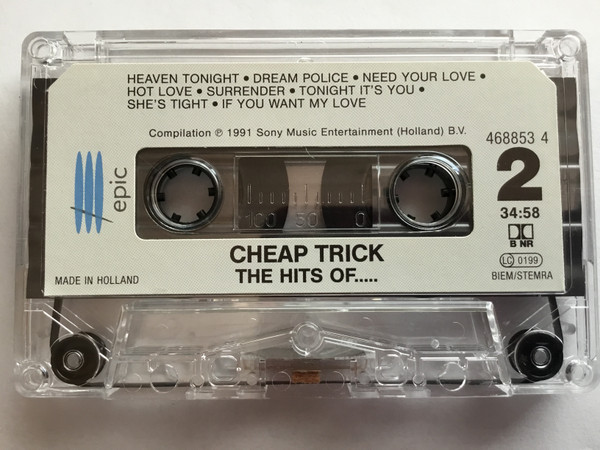 HEAVEN TONIGHT • DREAM POLICE • NEED YOUR LOVE •
HOT LOVE • SURRENDER • TONIGHT IT'S YOU •
SHE'S TIGHT • IF YOU WANT MY LOVE
Compilation ℗ 1991 Sony Music Entertainment (Holland) B.V.
468853 4
2
34:58
B NR
LC 0199
BIEM/STEMRA
epic
100 50 0
CHEAP TRICK
THE HITS OF.....
MADE IN HOLLAND